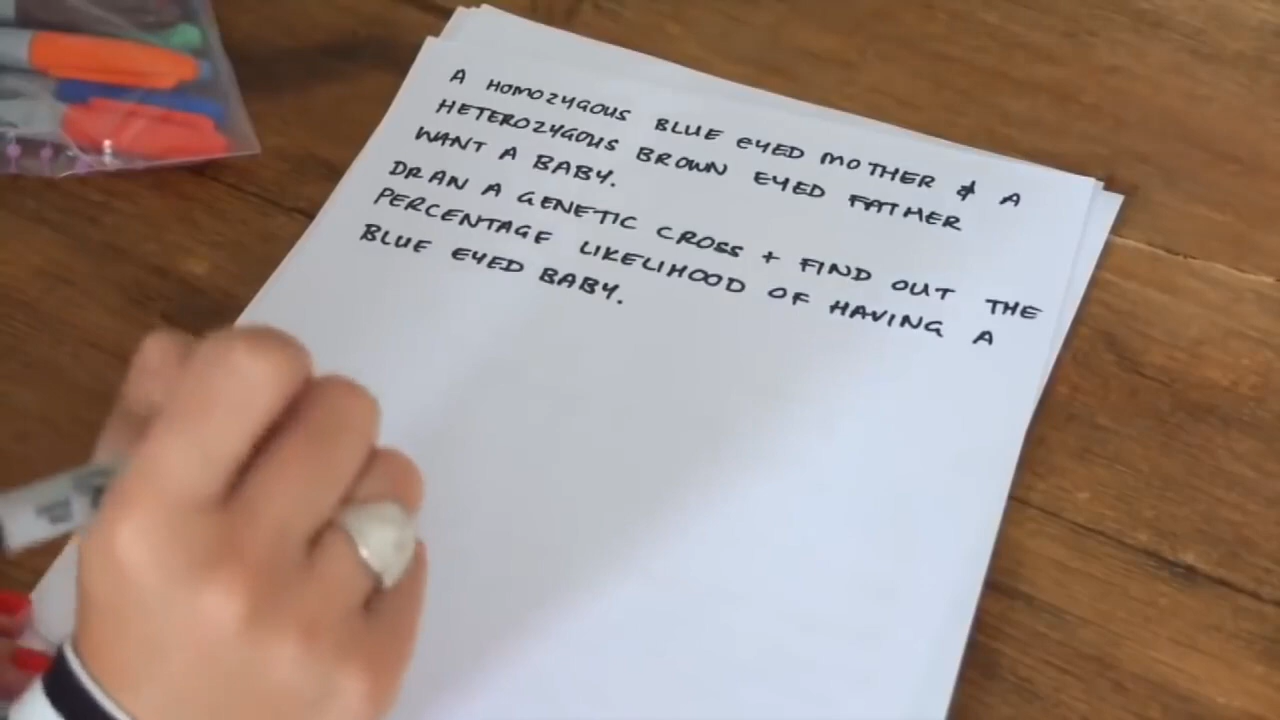 A HOMOZYGOUS BLUE EYED MOTHER & A
HETEROZYGOUS BROWN EYED FATHER
WANT A BABY.
DRAN A GENETIC CROSS + FIND OUT THE
PERCENTAGE LIKELIHOOD OF HAVING A
BLUE EYED BABY.